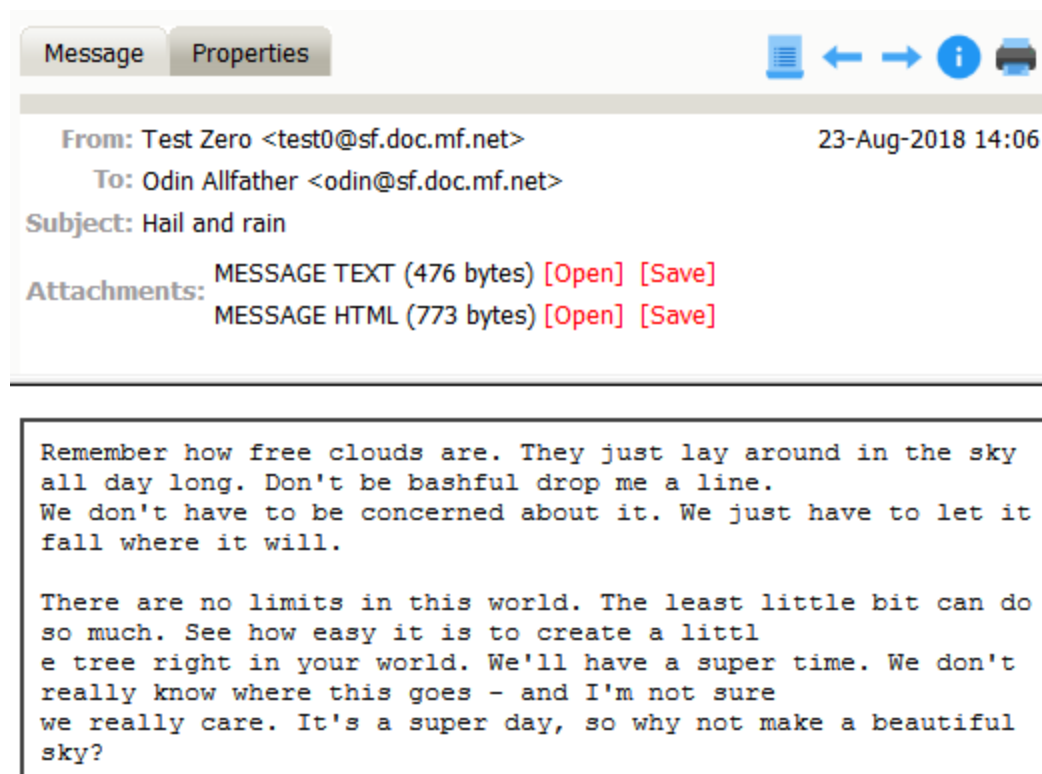 Message Properties
From: Test Zero <test0@sf.doc.mf.net> 23-Aug-2018 14:06
To: Odin Allfather <odin@sf.doc.mf.net>
Subject: Hail and rain
Attachments: MESSAGE TEXT (476 bytes) [Open] [Save]
MESSAGE HTML (773 bytes) [Open] [Save]
Remember how free clouds are. They just lay around in the sky
all day long. Don't be bashful drop me a line.
We don't have to be concerned about it. We just have to let it
fall where it will.
There are no limits in this world. The least little bit can do
so much. See how easy it is to create a littl
e tree right in your world. We'll have a super time. We don't
really know where this goes - and I'm not sure
we really care. It's a super day, so why not make a beautiful
sky?